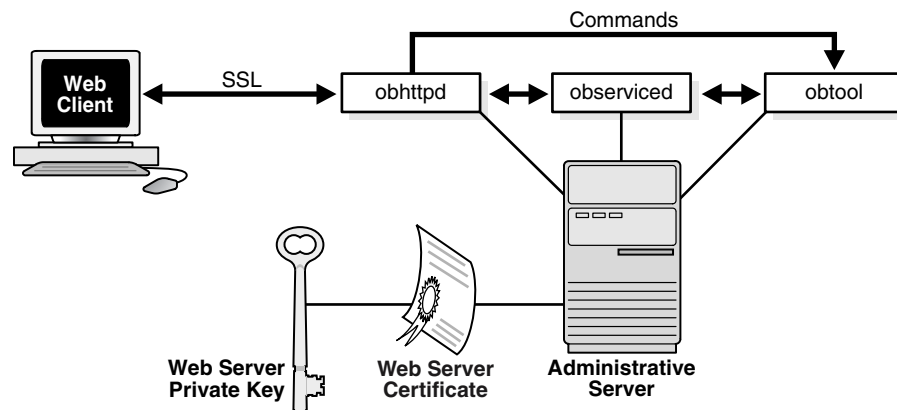 Commands
Web
Client
SSL
obhttpd
observiced
obtool
Web Server
Private Key
Web Server
Certificate
Administrative
Server